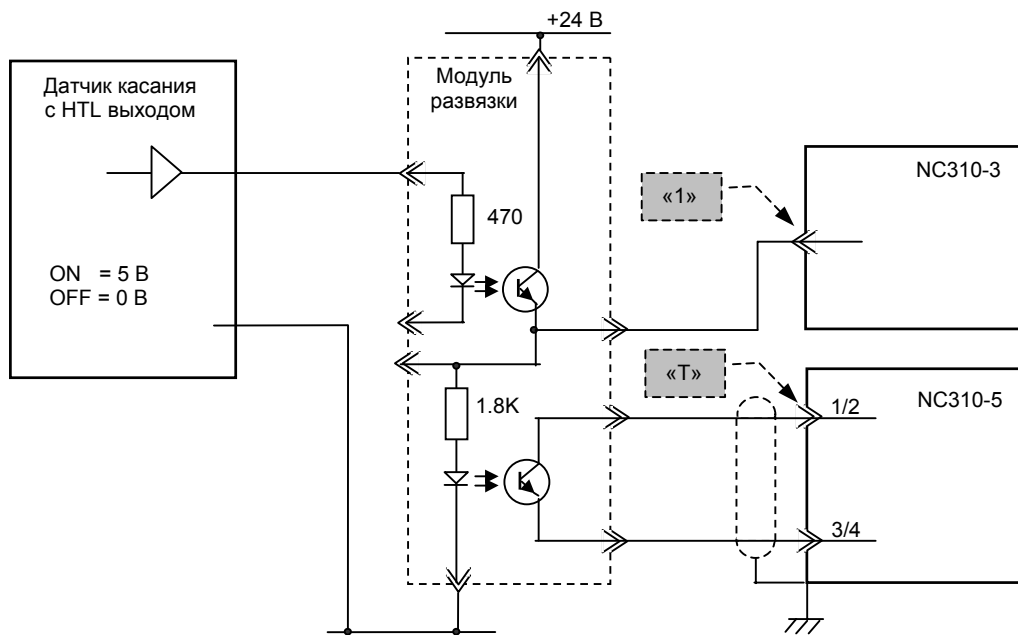 +24 В
Датчик касания
с HTL выходом
Модуль
развязки
NC310-3
«1»
470
ON = 5 В
OFF = 0 В
«Т»
NC310-5
1.8K
1/2
3/4